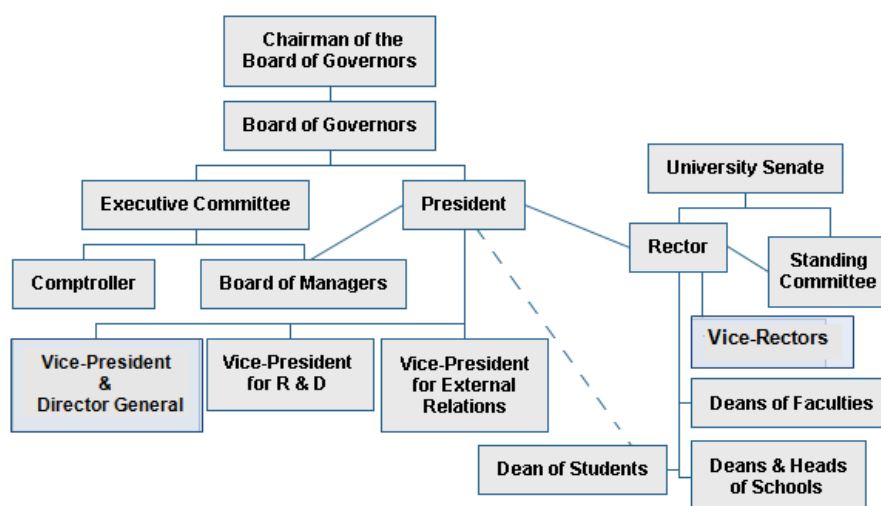 Chairman of the
Board of Governors
Board of Governors
University Senate
Executive Committee
President
Rector
Standing
Committee
Comptroller
Board of Managers
Vice-Rectors
Vice-President
&
Director General
Vice-President
for R & D
Vice-President
for External
Relations
Deans of Faculties
Dean of Students
Deans & Heads
of Schools